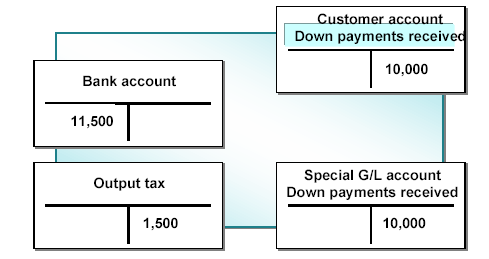 Customer account
Down payments received
10,000
Bank account
11,500
Output tax
1,500
Special G/L account
Down payments received
10,000